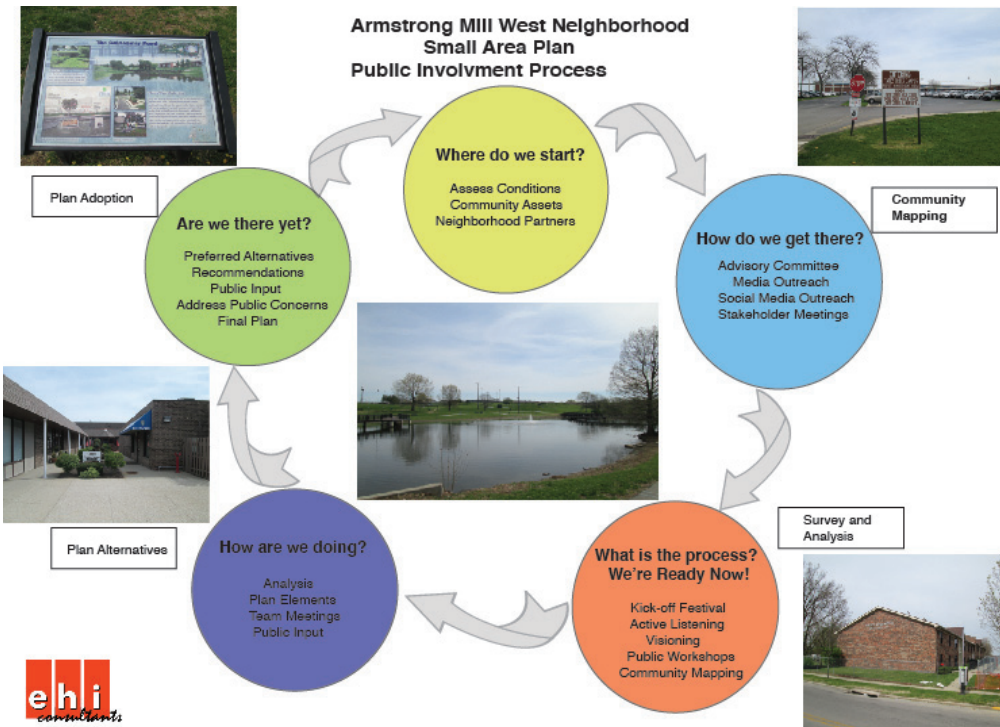 Armstrong Mill West Neighborhood
Small Area Plan
Public Involvment Process
Where do we start?
Assess Conditions
Community Assets
Neighborhood Partners
Community
Mapping
How do we get there?
Advisory Committee
Media Outreach
Social Media Outreach
Stakeholder Meetings
Survey and
Analysis
What is the process?
We're Ready Now!
Kick-off Festival
Active Listening
Visioning
Public Workshops
Community Mapping
How are we doing?
Analysis
Plan Elements
Team Meetings
Public Input
Plan Alternatives
Are we there yet?
Preferred Alternatives
Recommendations
Public Input
Address Public Concerns
Final Plan
Plan Adoption
ehi
consultants